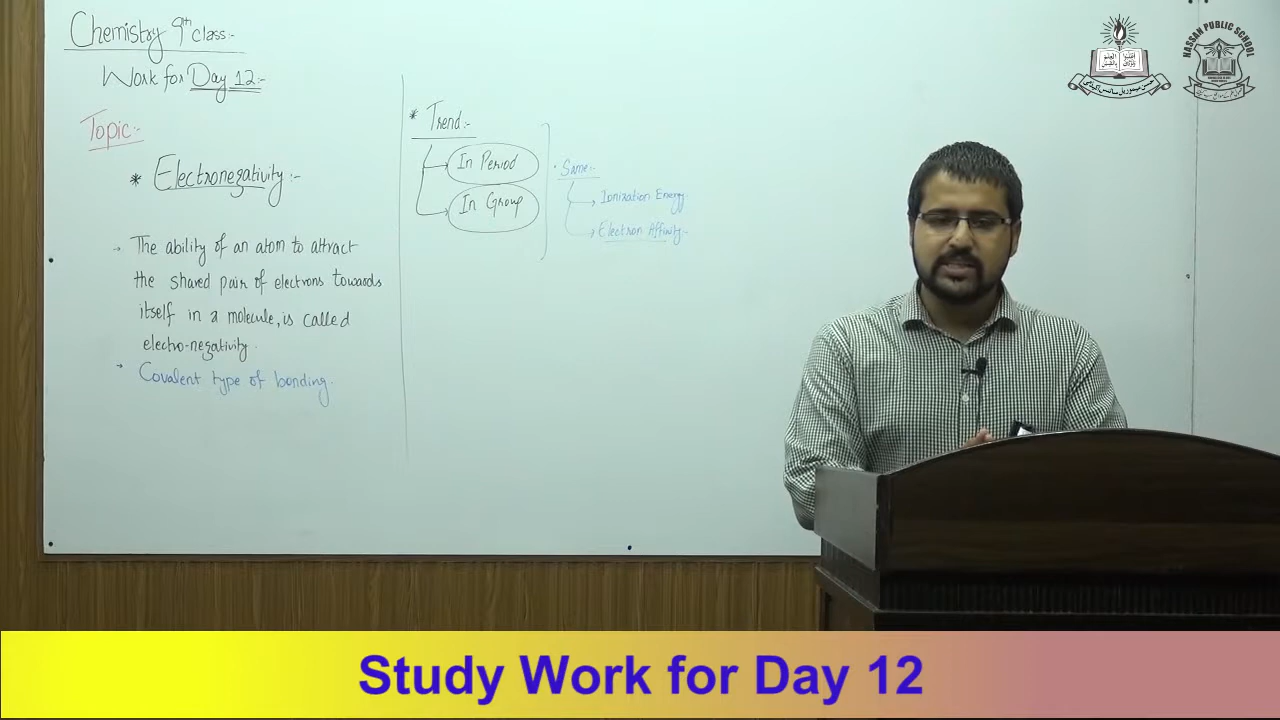 Chemistry 9th class:-
Work for Day 12:-
Topic:-
* Electronegativity:-
→ The ability of an atom to attract
the shared pair of electrons towards
itself in a molecule, is called
electro-negativity.
→ Covalent type of bonding.
* Trend:-
In Period
In Group
• Same:-
→ Ionization Energy.
→ Electron Affinity:-
HASSAN PUBLIC SCHOOL
Study Work for Day 12